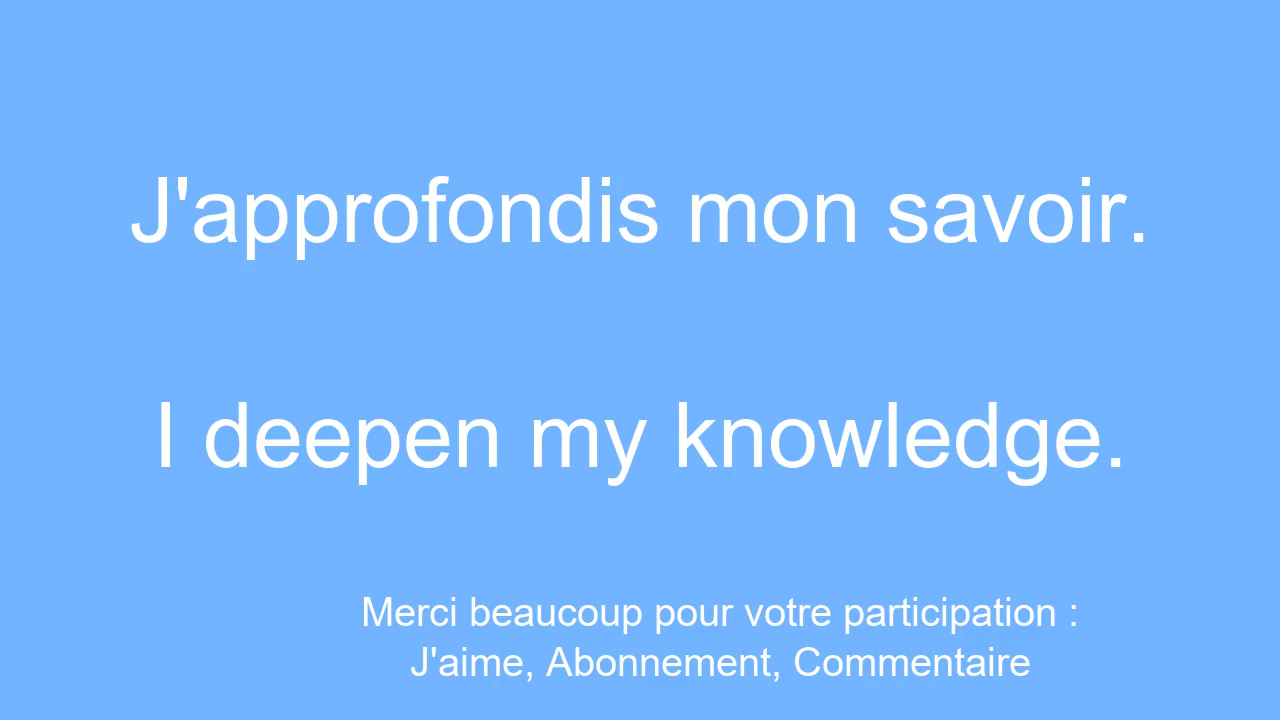 J'approfondis mon savoir.
I deepen my knowledge.
Merci beaucoup pour votre participation :
J'aime, Abonnement, Commentaire